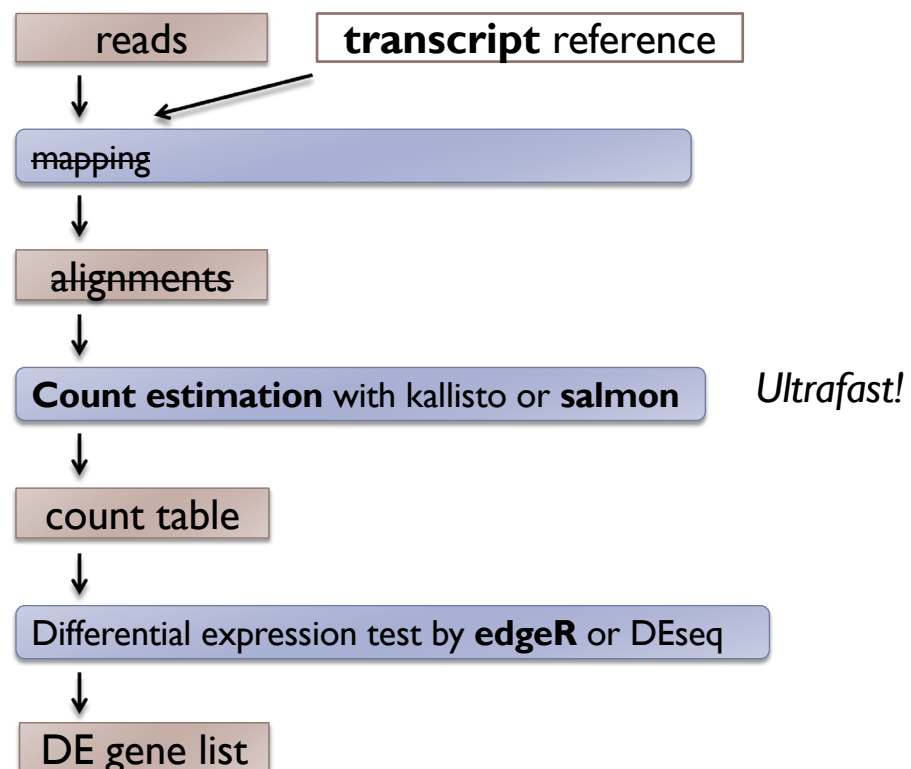 reads
transcript reference
mapping
alignments
Count estimation with kallisto or salmon
Ultrafast!
count table
Differential expression test by edgeR or DEseq
DE gene list